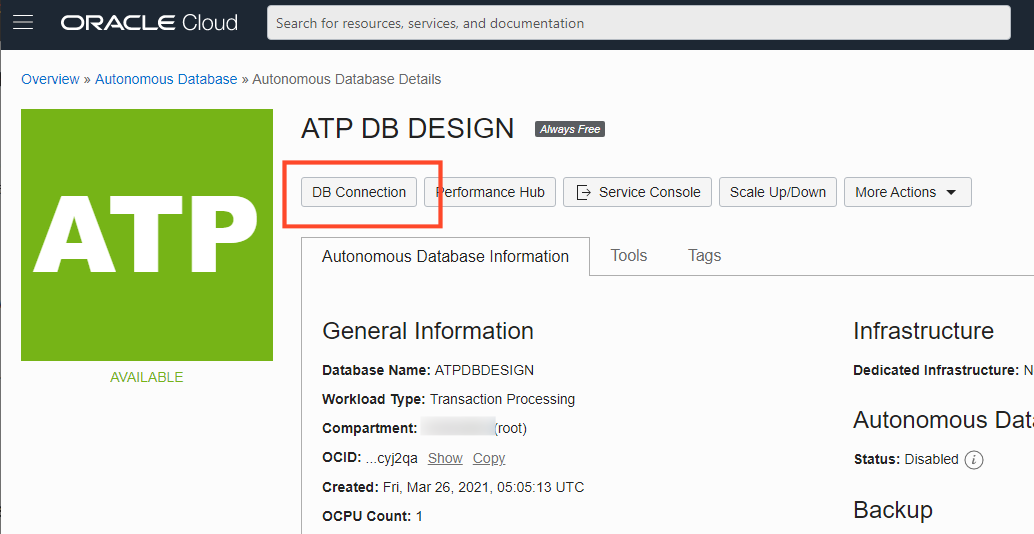 ORACLE Cloud
Search for resources, services, and documentation
Overview » Autonomous Database » Autonomous Database Details
ATP
AVAILABLE
ATP DB DESIGN Always Free
DB Connection Performance Hub Service Console Scale Up/Down More Actions
Autonomous Database Information Tools Tags
General Information
Database Name: ATPDBDESIGN
Workload Type: Transaction Processing
Compartment: (root)
OCID: ...cyj2qa Show Copy
Created: Fri, Mar 26, 2021, 05:05:13 UTC
OCPU Count: 1
Infrastructure
Dedicated Infrastructure: N
Autonomous Dat
Status: Disabled
Backup